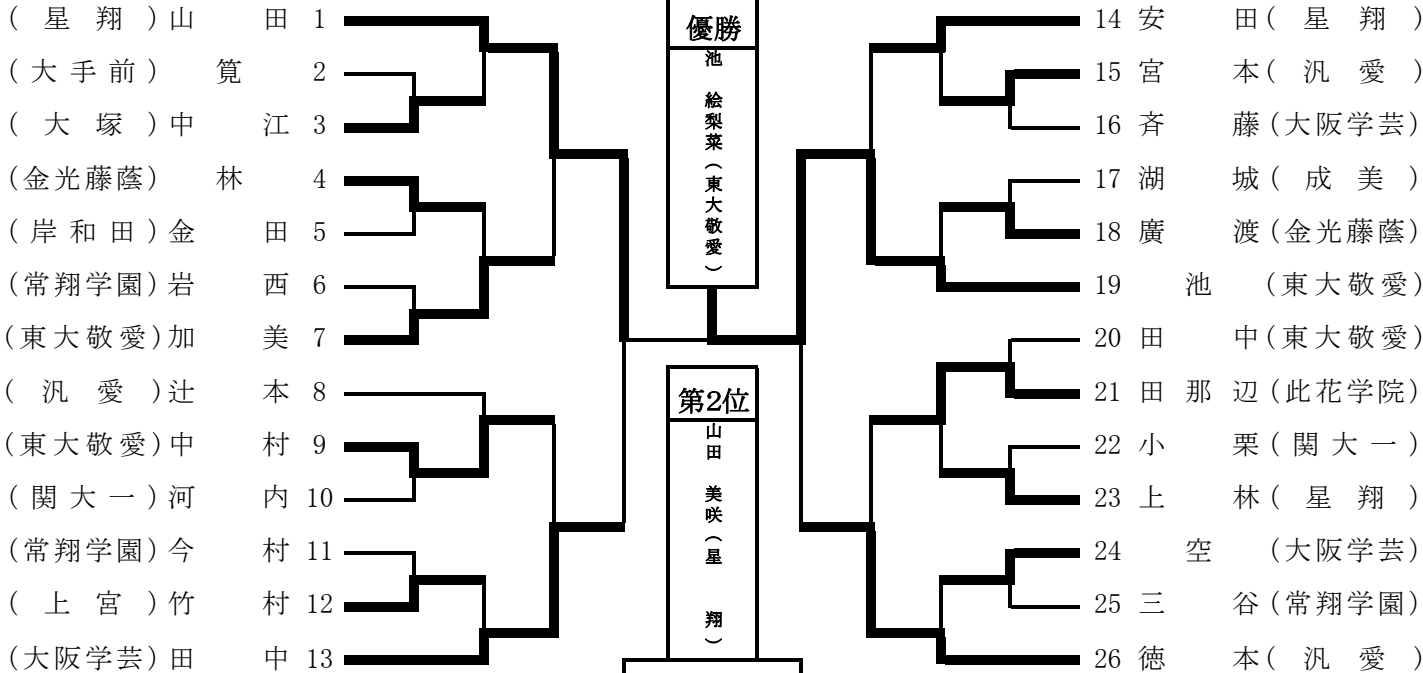 (星翔)山田 1
(大手前)筧 2
(大塚)中江 3
(金光藤蔭)林 4
(岸和田)金田 5
(常翔学園)岩西 6
(東大敬愛)加美 7
(汎愛)辻本 8
(東大敬愛)中村 9
(関大一)河内 10
(常翔学園)今村 11
(上宮)竹村 12
(大阪学芸)田中 13
優勝
池 絵梨菜(東大敬愛)
第2位
山田 美咲(星 翔)
14 安田(星翔)
15 宮本(汎愛)
16 斉藤(大阪学芸)
17 湖城(成美)
18 廣渡(金光藤蔭)
19 池(東大敬愛)
20 田中(東大敬愛)
21 田那辺(此花学院)
22 小栗(関大一)
23 上林(星翔)
24 空(大阪学芸)
25 三谷(常翔学園)
26 徳本(汎愛)